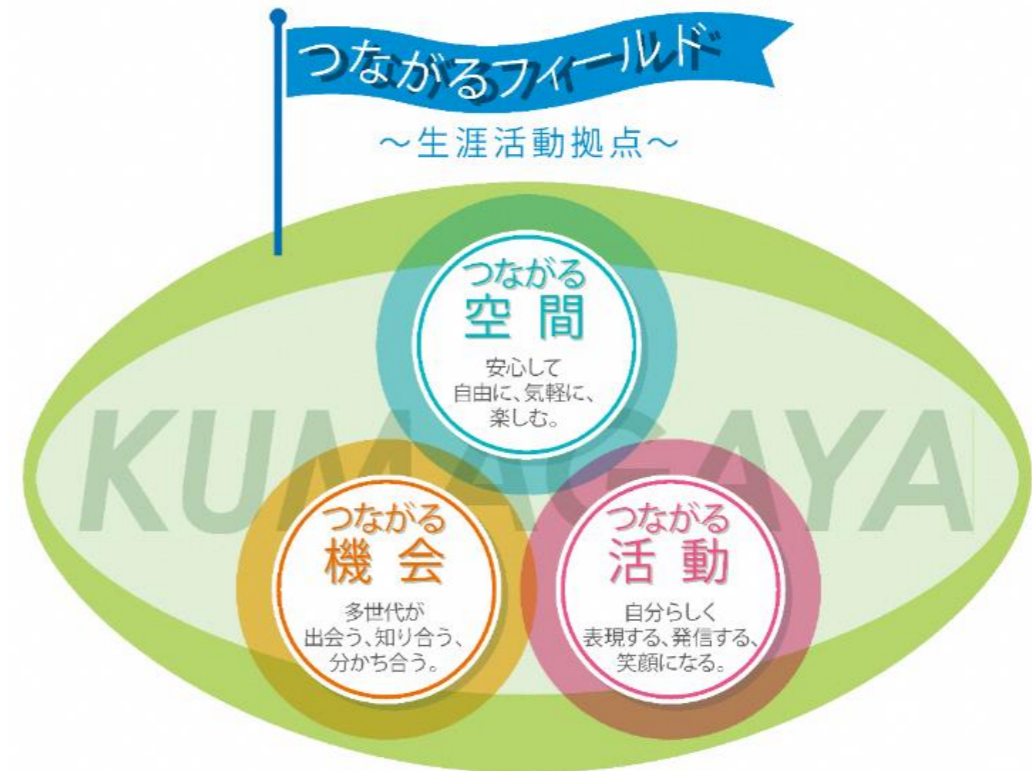 つながるフィールド
～生涯活動拠点～
つながる
空間
安心して
自由に、気軽に、
楽しむ。
KUMAGAYA
つながる
機会
多世代が
出会う、知り合う、
分かち合う。
つながる
活動
自分らしく
表現する、発信する、
笑顔になる。